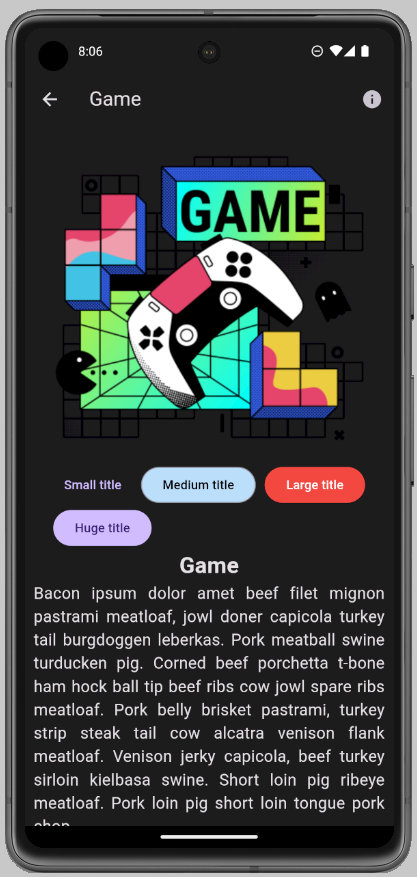 8:06
Game
GAME
Small title
Medium title
Large title
Huge title
Game
Bacon ipsum dolor amet beef filet mignon
pastrami meatloaf, jowl doner capicola turkey
tail burgdoggen leberkas. Pork meatball swine
turducken pig. Corned beef porchetta t-bone
ham hock ball tip beef ribs cow jowl spare ribs
meatloaf. Pork belly brisket pastrami, turkey
strip steak tail cow alcatra venison flank
meatloaf. Venison jerky capicola, beef turkey
sirloin kielbasa swine. Short loin pig ribeye
meatloaf. Pork loin pig short loin tongue pork